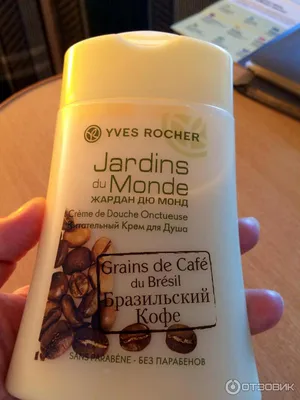 YVES ROCHER
Jardins
du Monde
ЖАРДАН ДЮ МОНД
Crème de Douche Onctueuse
Питательный Крем для Душа
Grains de Café
du Brésil
Бразильский
Кофе
SANS PARABÈNE - БЕЗ ПАРАБЕНОВ
ОТЗОВИК